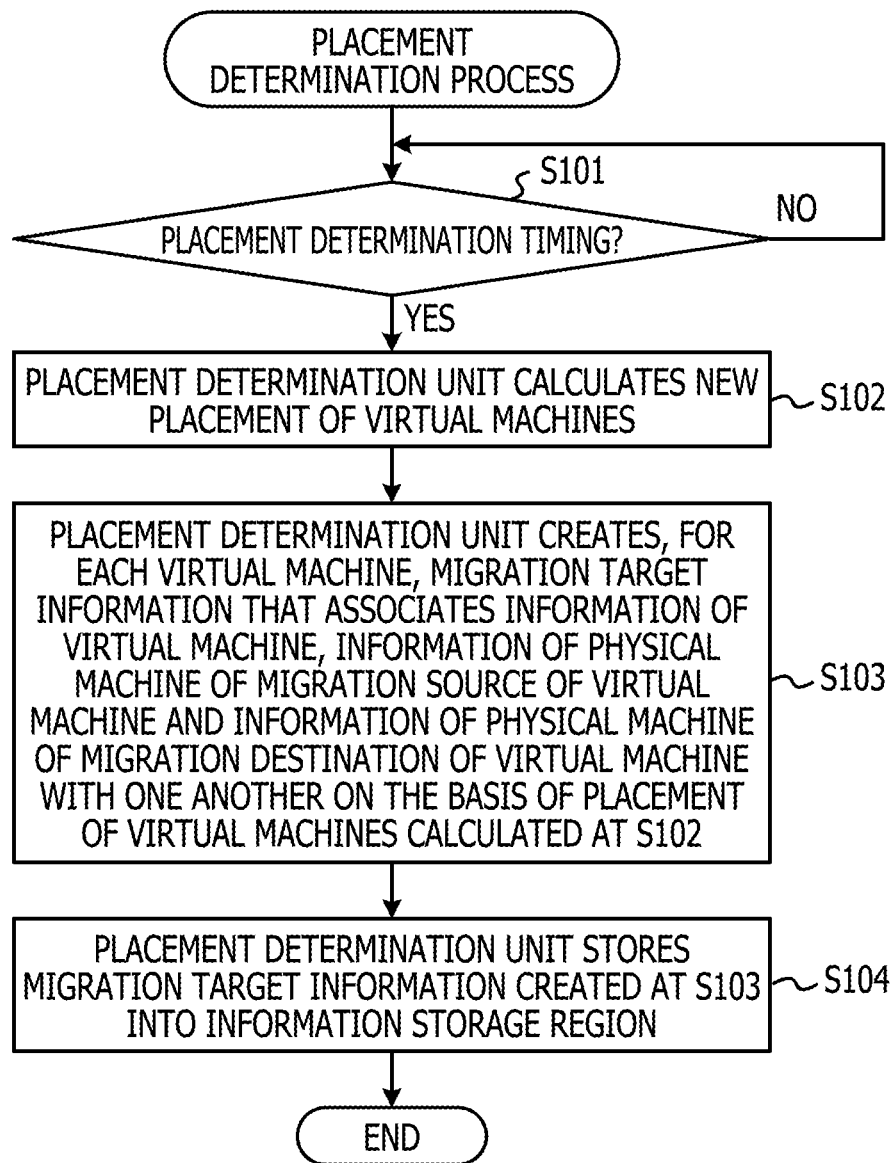 PLACEMENT
DETERMINATION PROCESS
S101
NO
PLACEMENT DETERMINATION TIMING?
YES
PLACEMENT DETERMINATION UNIT CALCULATES NEW
PLACEMENT OF VIRTUAL MACHINES
S102
PLACEMENT DETERMINATION UNIT CREATES, FOR
EACH VIRTUAL MACHINE, MIGRATION TARGET
INFORMATION THAT ASSOCIATES INFORMATION OF
VIRTUAL MACHINE, INFORMATION OF PHYSICAL
MACHINE OF MIGRATION SOURCE OF VIRTUAL
MACHINE AND INFORMATION OF PHYSICAL MACHINE
OF MIGRATION DESTINATION OF VIRTUAL MACHINE
WITH ONE ANOTHER ON THE BASIS OF PLACEMENT
OF VIRTUAL MACHINES CALCULATED AT S102
S103
PLACEMENT DETERMINATION UNIT STORES
MIGRATION TARGET INFORMATION CREATED AT S103
INTO INFORMATION STORAGE REGION
S104
END